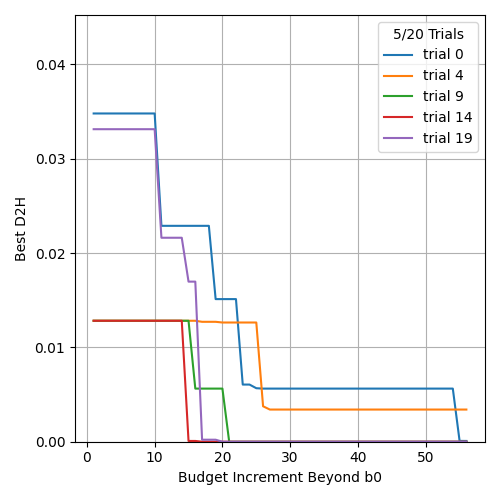 5/20 Trials
trial 0
trial 4
trial 9
trial 14
trial 19
Best D2H
0.04
0.03
0.02
0.01
0.00
0 10 20 30 40 50
Budget Increment Beyond b0